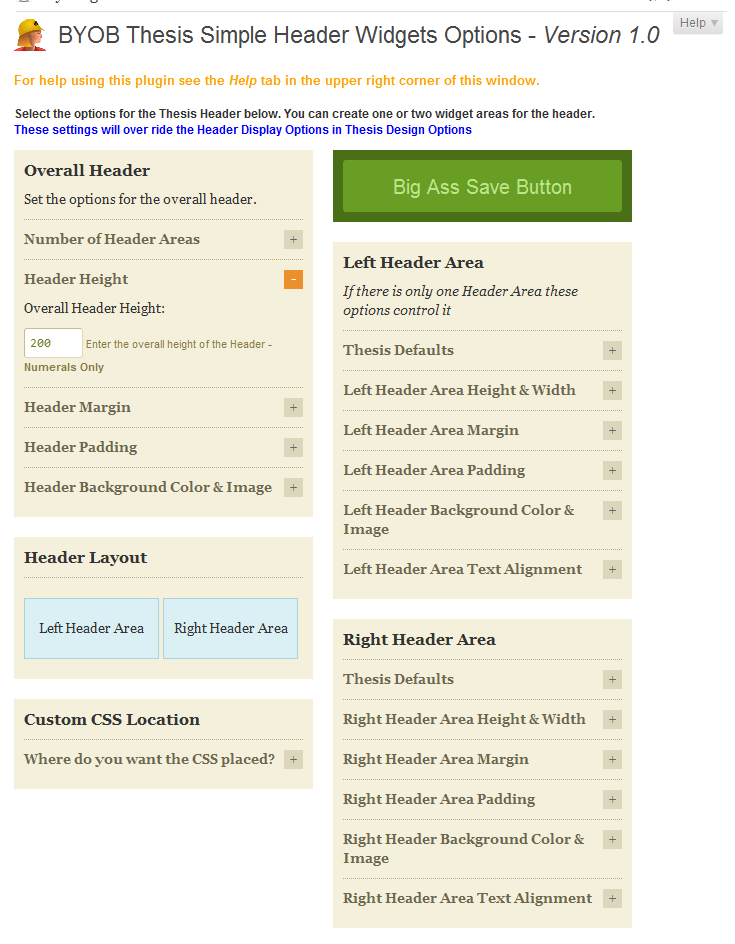 Help
BYOB Thesis Simple Header Widgets Options - Version 1.0
For help using this plugin see the Help tab in the upper right corner of this window.
Select the options for the Thesis Header below. You can create one or two widget areas for the header.
These settings will over ride the Header Display Options in Thesis Design Options
Overall Header
Set the options for the overall header.
Number of Header Areas +
Header Height -
Overall Header Height:
200 Enter the overall height of the Header -
Numerals Only
Header Margin +
Header Padding +
Header Background Color & Image +
Header Layout
Left Header Area Right Header Area
Custom CSS Location
Where do you want the CSS placed? +
Big Ass Save Button
Left Header Area
If there is only one Header Area these
options control it
Thesis Defaults +
Left Header Area Height & Width +
Left Header Area Margin +
Left Header Area Padding +
Left Header Background Color & +
Image
Left Header Area Text Alignment +
Right Header Area
Thesis Defaults +
Right Header Area Height & Width +
Right Header Area Margin +
Right Header Area Padding +
Right Header Background Color & +
Image
Right Header Area Text Alignment +